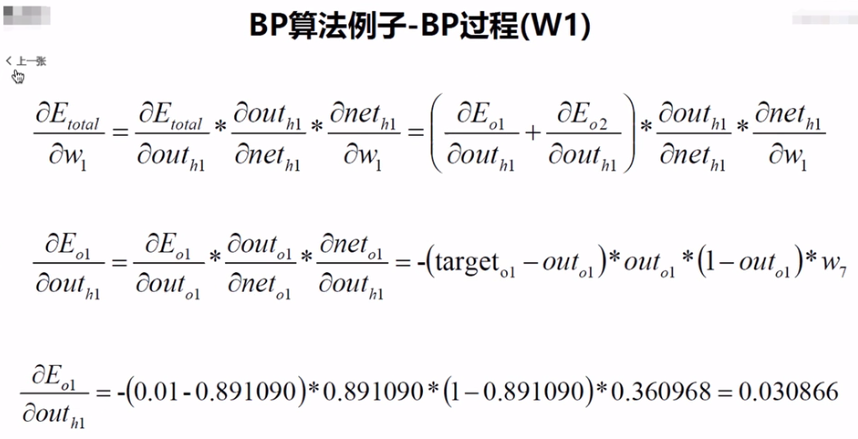 BP算法例子-BP过程(W1)
< 上一张
∂E_total/∂w_1 = ∂E_total/∂out_h1 * ∂out_h1/∂net_h1 * ∂net_h1/∂w_1 = (∂E_o1/∂out_h1 + ∂E_o2/∂out_h1) * ∂out_h1/∂net_h1 * ∂net_h1/∂w_1
∂E_o1/∂out_h1 = ∂E_o1/∂out_o1 * ∂out_o1/∂net_o1 * ∂net_o1/∂out_h1 = -(target_o1 − out_o1) * out_o1 * (1 − out_o1) * w_7
∂E_o1/∂out_h1 = -(0.01 - 0.891090) * 0.891090 * (1 − 0.891090) * 0.360968 = 0.030866